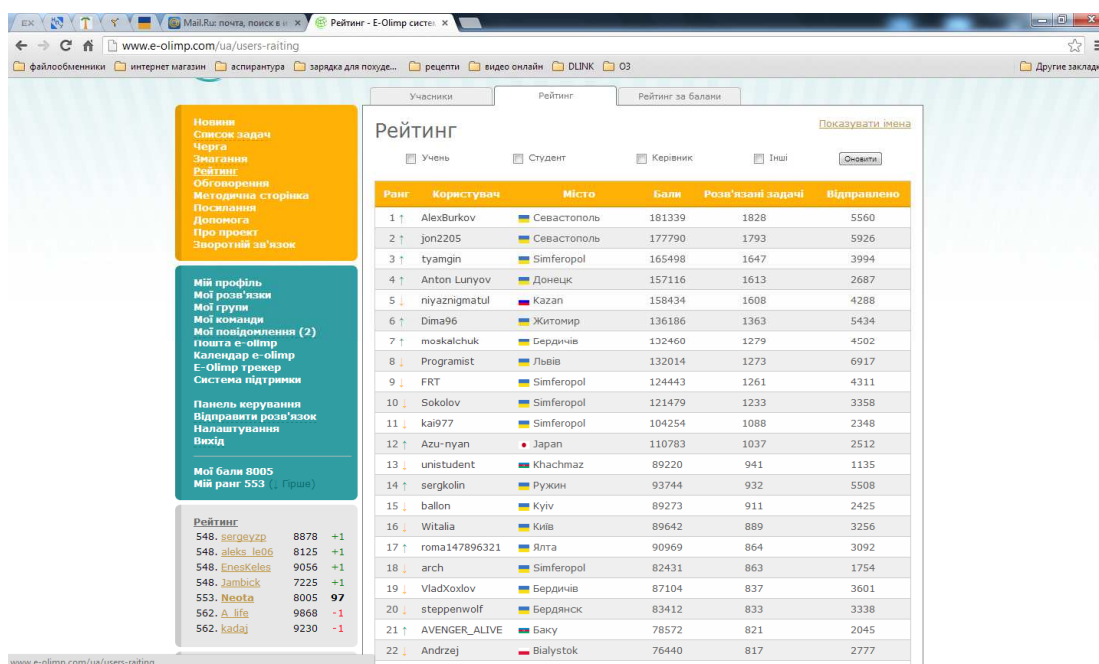 Mail.Ru: почта, поиск в и
Рейтинг - E-Olimp систем
www.e-olimp.com/ua/users-raiting
файлообменники интернет магазин аспирантура зарядка для похуде... рецепти видео онлайн DLINK ОЗ Другие заклад
Учасники Рейтинг Рейтинг за балами
Новини
Список задач
Черга
Змагання
Рейтинг
Обговорення
Методична сторінка
Посилання
Допомога
Про проект
Зворотній зв'язок
Мій профіль
Мої розв'язки
Мої групи
Мої команди
Мої повідомлення (2)
Пошта e-olimp
Календар e-olimp
E-Olimp трекер
Система підтримки
Панель керування
Відправити розв'язок
Налаштування
Вихід
Мої бали 8005
Мій ранг 553 (↓ Гірше)
Рейтинг
548. sergeyzp 8878 +1
548. aleks_le06 8125 +1
548. EnesKeles 9056 +1
548. Jambick 7225 +1
553. Neota 8005 97
562. A_life 9868 -1
562. kadaj 9230 -1
Рейтинг
Показувати імена
Учень Студент Керівник Інші Оновити
Ранг Користувач Місто Бали Розв'язані задачі Відправлено
1 ↑ AlexBurkov Севастополь 181339 1828 5560
2 ↑ jon2205 Севастополь 177790 1793 5926
3 ↑ tyamgin Simferopol 165498 1647 3994
4 ↑ Anton Lunyov Донецк 157116 1613 2687
5 ↓ niyaznigmatul Kazan 158434 1608 4288
6 ↑ Dima96 Житомир 136186 1363 5434
7 ↑ moskalchuk Бердичів 132460 1279 4502
8 ↓ Programist Львів 132014 1273 6917
9 ↓ FRT Simferopol 124443 1261 4311
10 ↓ Sokolov Simferopol 121479 1233 3358
11 ↓ kai977 Simferopol 104254 1088 2348
12 ↑ Azu-nyan Japan 110783 1037 2512
13 ↓ unistudent Khachmaz 89220 941 1135
14 ↑ sergkolin Ружин 93744 932 5508
15 ↓ ballon Kyiv 89273 911 2425
16 ↓ Witalia Київ 89642 889 3256
17 ↑ roma147896321 Ялта 90969 864 3092
18 ↓ arch Simferopol 82431 863 1754
19 ↓ VladXoxlov Бердичів 87104 837 3601
20 ↓ steppenwolf Бердянск 83412 833 3338
21 ↑ AVENGER_ALIVE Баку 78572 821 2045
22 ↓ Andrzej Bialystok 76440 817 2777
www.e-olimp.com/ua/users-raiting